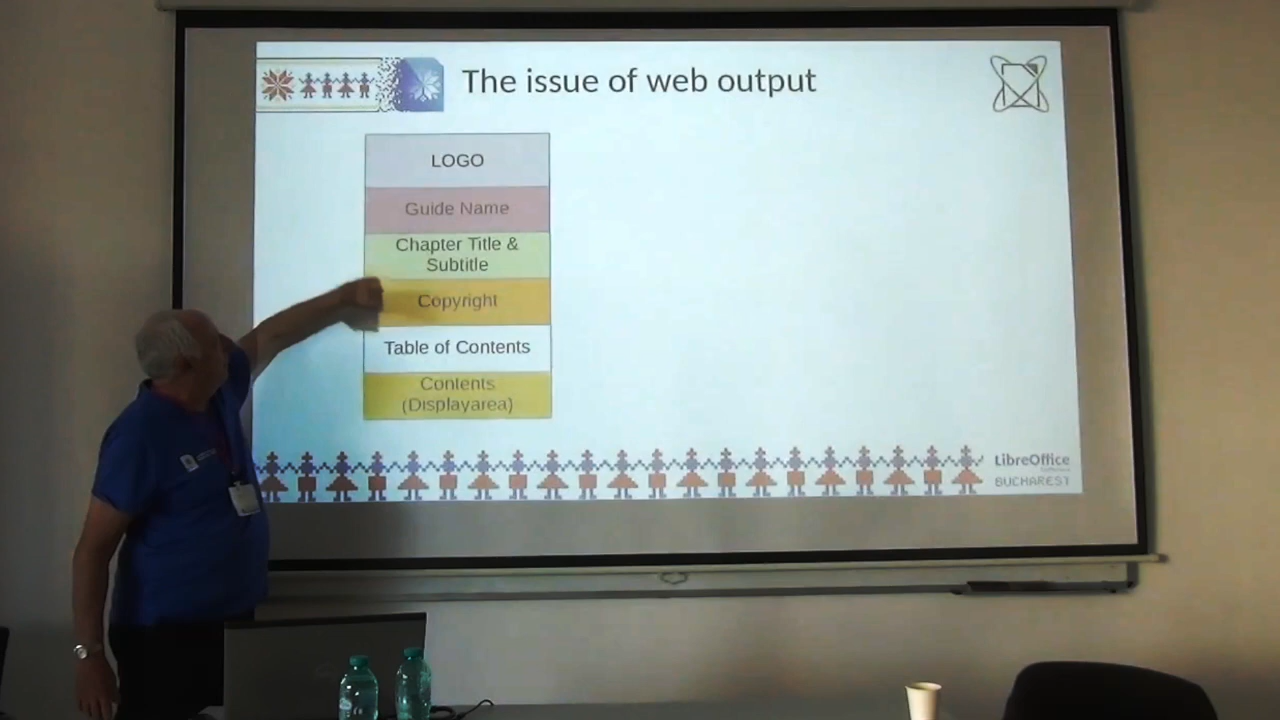 The issue of web output
LOGO
Guide Name
Chapter Title &
Subtitle
Copyright
Table of Contents
Contents
(Displayarea)
LibreOffice
BUCHAREST